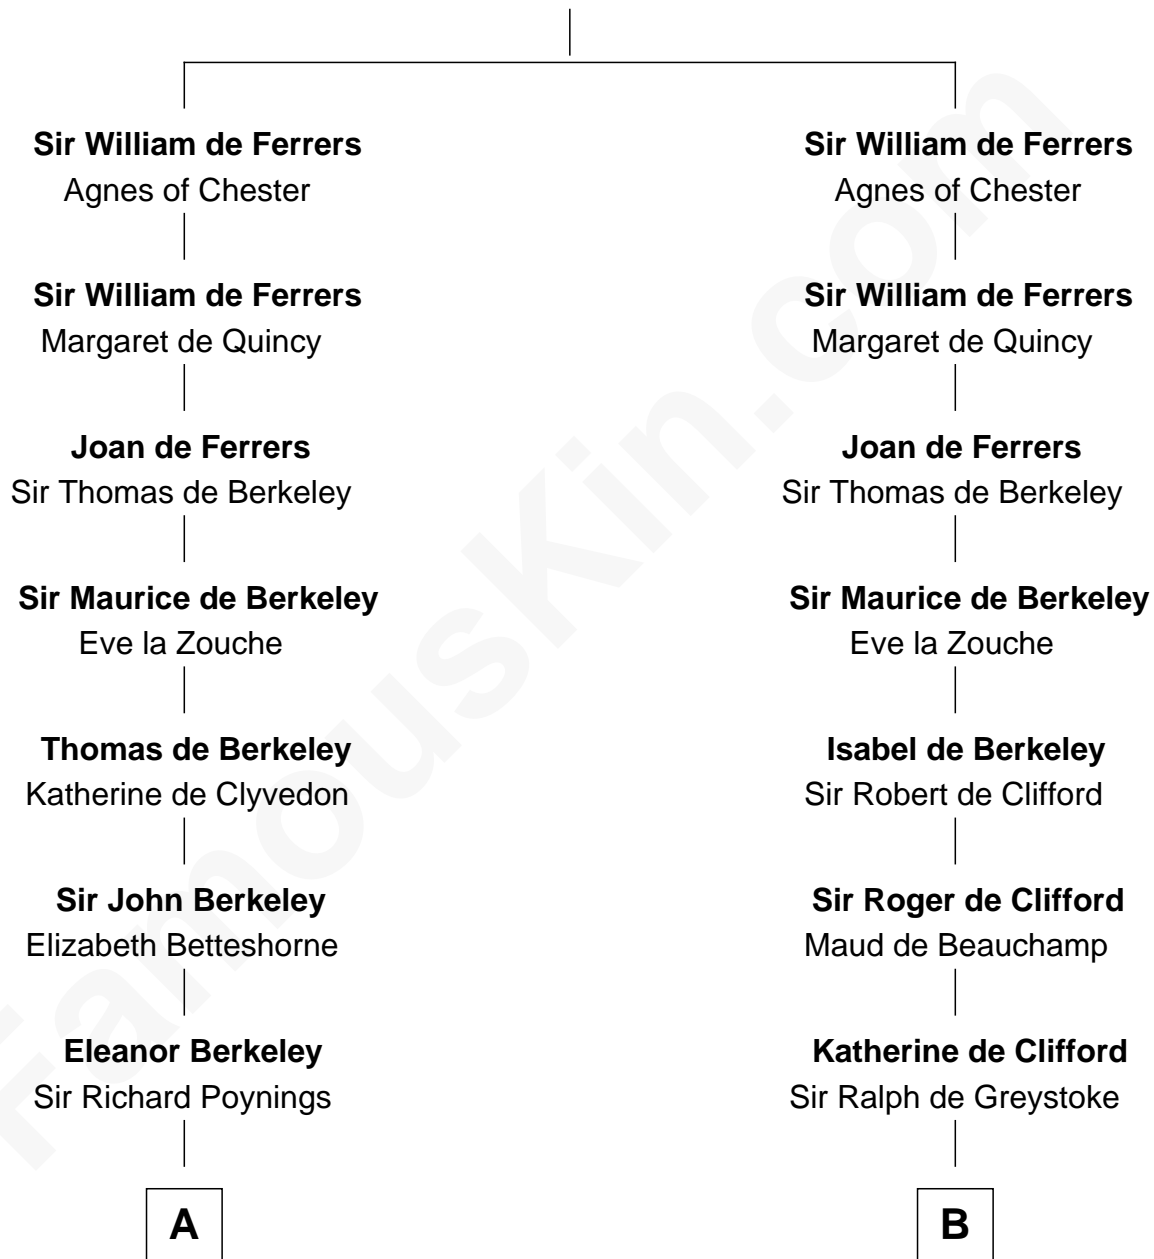 Sir William de Ferrers
Agnes of Chester
Sir William de Ferrers
Margaret de Quincy
Joan de Ferrers
Sir Thomas de Berkeley
Sir Maurice de Berkeley
Eve la Zouche
Thomas de Berkeley
Katherine de Clyvedon
Sir John Berkeley
Elizabeth Betteshorne
Eleanor Berkeley
Sir Richard Poynings
A
Sir William de Ferrers
Agnes of Chester
Sir William de Ferrers
Margaret de Quincy
Joan de Ferrers
Sir Thomas de Berkeley
Sir Maurice de Berkeley
Eve la Zouche
Isabel de Berkeley
Sir Robert de Clifford
Sir Roger de Clifford
Maud de Beauchamp
Katherine de Clifford
Sir Ralph de Greystoke
B
FamousKin.com